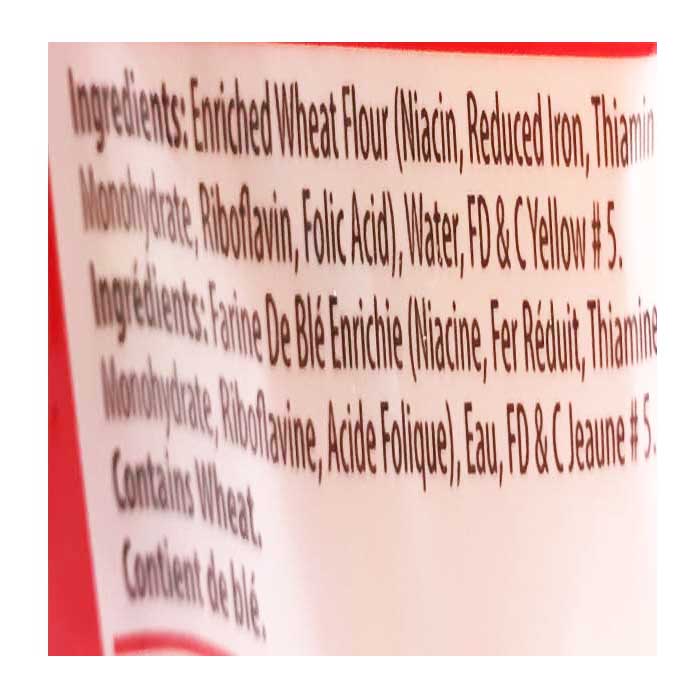 Ingredients: Enriched Wheat Flour (Niacin, Reduced Iron, Thiamin
Monohydrate, Riboflavin, Folic Acid), Water, FD & C Yellow # 5.
Ingrédients: Farine De Blé Enrichie (Niacine, Fer Réduit, Thiamine
Monohydrate, Riboflavine, Acide Folique), Eau, FD & C Jeaune # 5.
Contains Wheat.
Contient de blé.